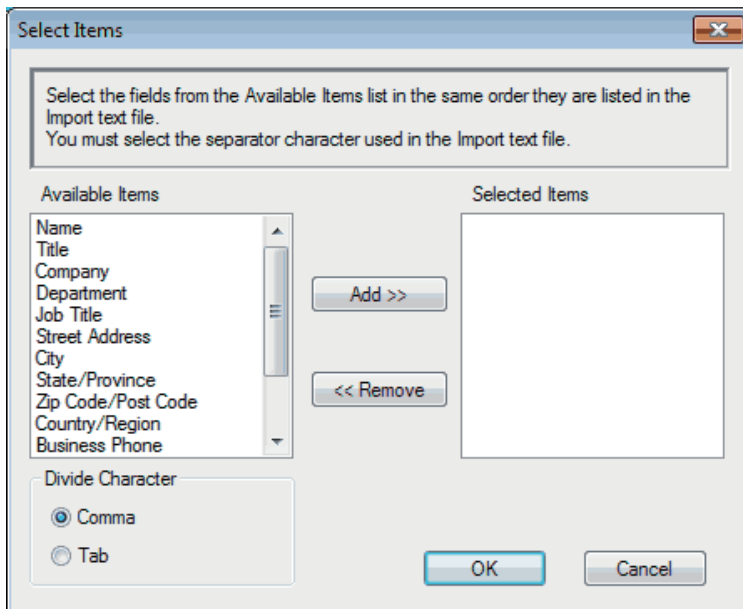 Select Items
Select the fields from the Available Items list in the same order they are listed in the
Import text file.
You must select the separator character used in the Import text file.
Available Items
Selected Items
Name
Title
Company
Department
Job Title
Street Address
City
State/Province
Zip Code/Post Code
Country/Region
Business Phone
Add >>
<< Remove
Divide Character
Comma
Tab
OK
Cancel